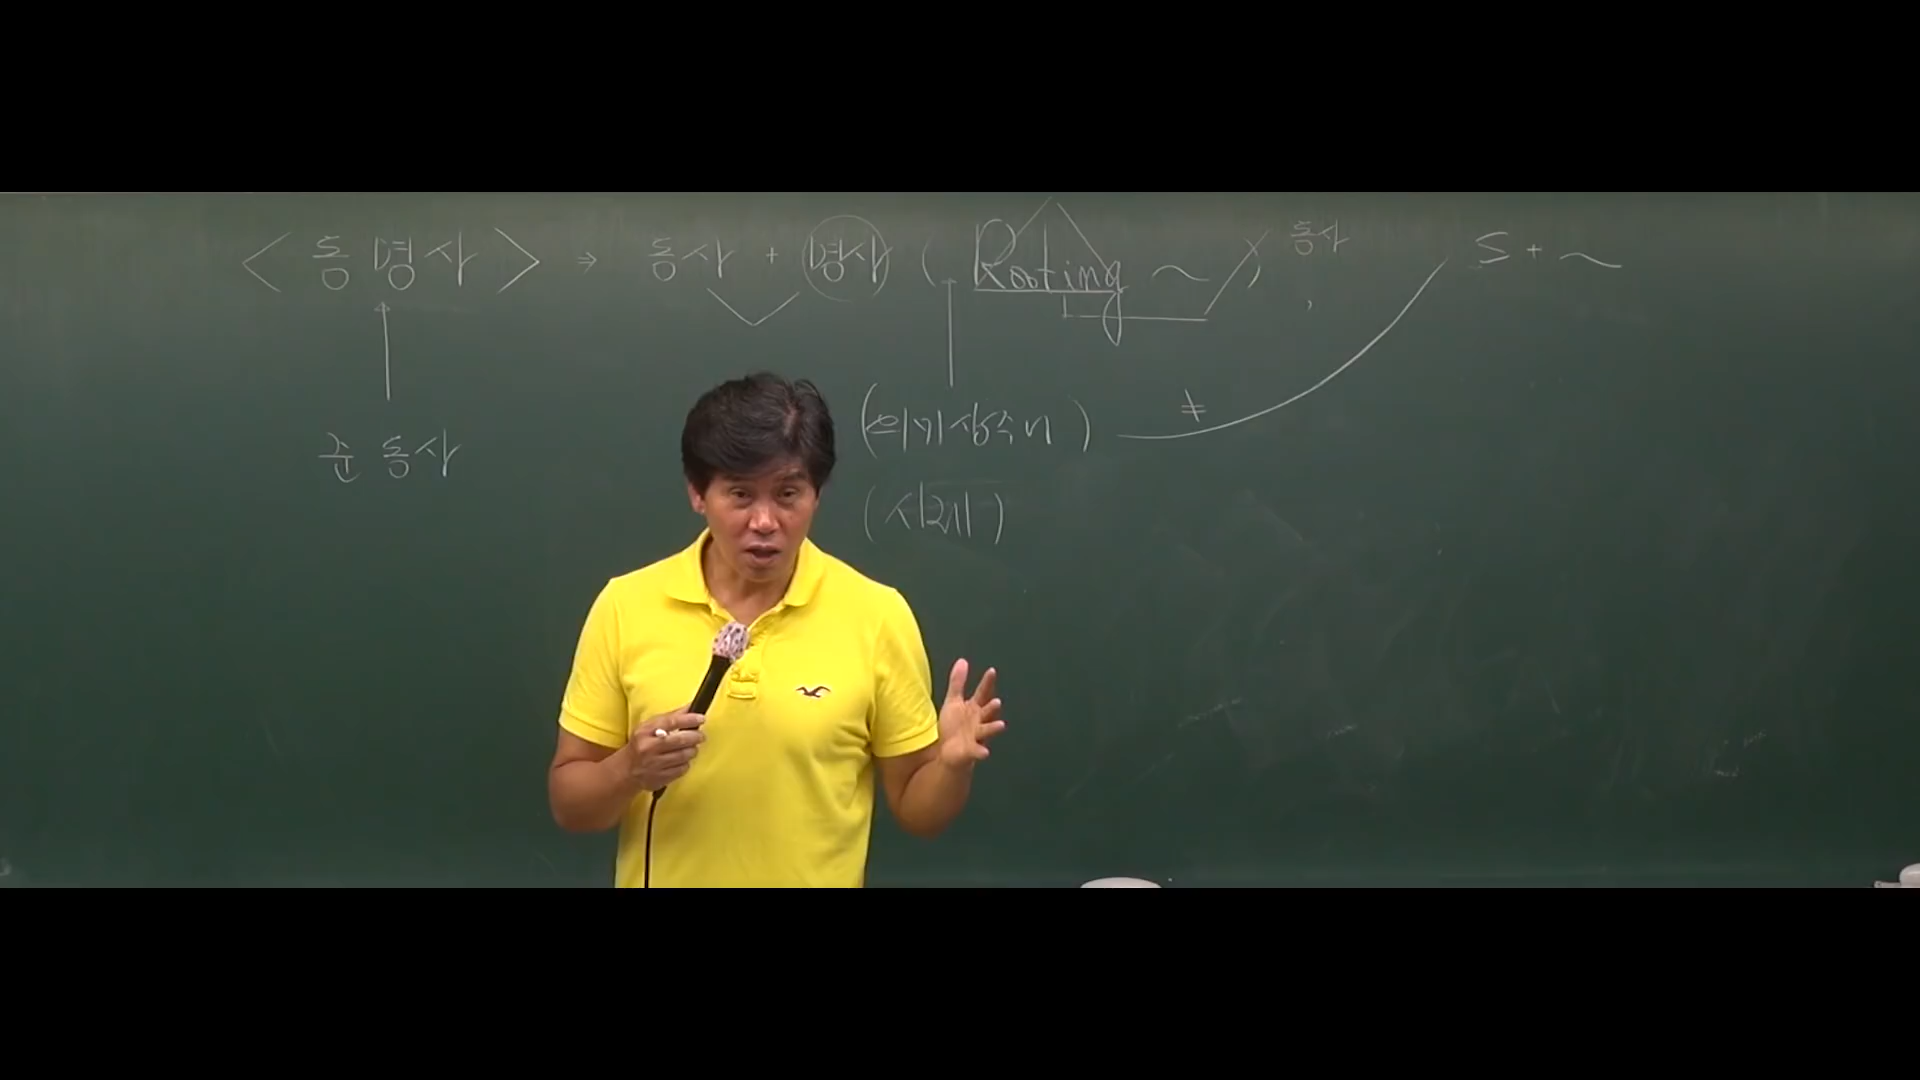 < 동명사 > ⇒ 동사 + 명사 ( Rooting ~ ) 동사 , S + ~
준동사 (의미상주어) ≠
(시제)